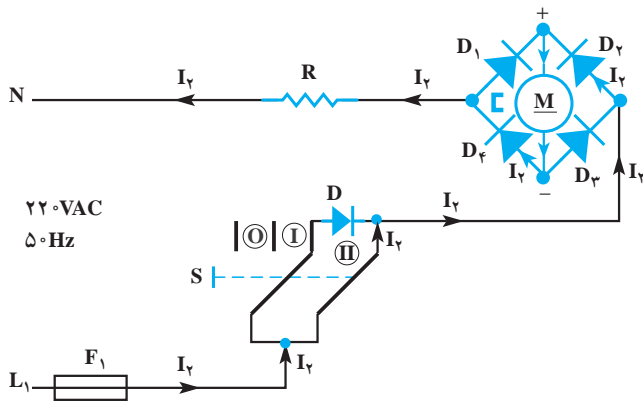 +
D۱ D۲
I۲ I۲ R I۲
N M
D۴ D۳
I۲ I۲
−
۲۲۰VAC
۵۰Hz
D I۲
O I
II I۲
S
F۱
L۱ I۲ I۲